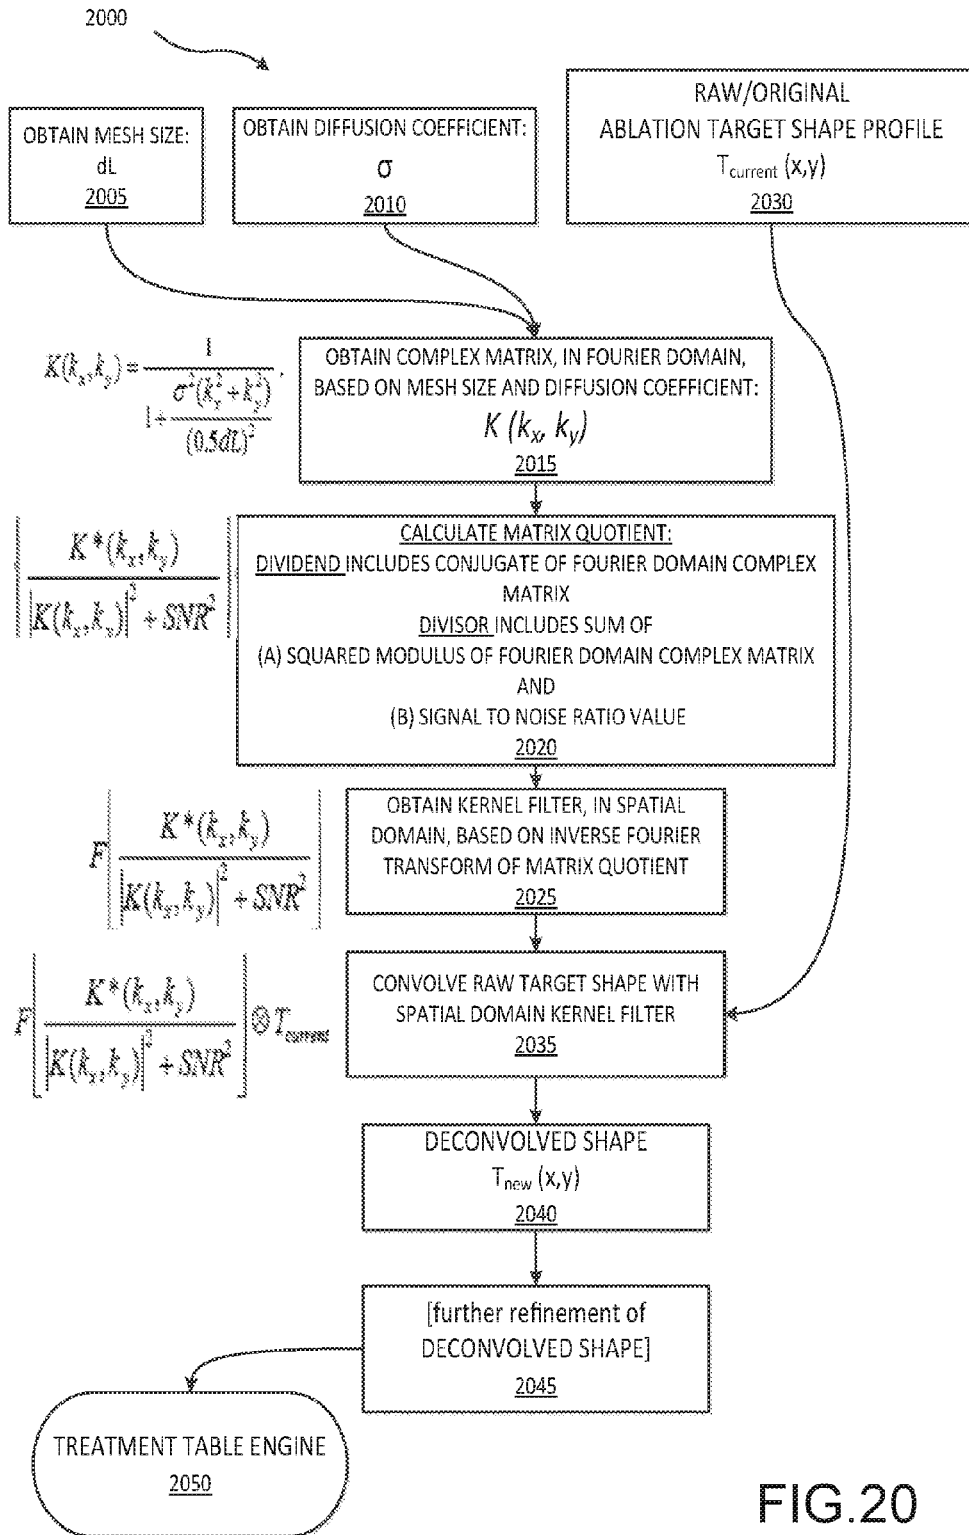 2000
OBTAIN MESH SIZE:
dL
2005
OBTAIN DIFFUSION COEFFICIENT:
σ
2010
RAW/ORIGINAL
ABLATION TARGET SHAPE PROFILE
T_current (x,y)
2030
K(k_x,k_y) = 1 / (1 + σ²(k_x² + k_y²) / (0.5dL)²),
OBTAIN COMPLEX MATRIX, IN FOURIER DOMAIN,
BASED ON MESH SIZE AND DIFFUSION COEFFICIENT:
K (k_x, k_y)
2015
[K*(k_x,k_y) / (|K(k_x,k_y)|² + SNR²)]
CALCULATE MATRIX QUOTIENT:
DIVIDEND INCLUDES CONJUGATE OF FOURIER DOMAIN COMPLEX
MATRIX
DIVISOR INCLUDES SUM OF
(A) SQUARED MODULUS OF FOURIER DOMAIN COMPLEX MATRIX
AND
(B) SIGNAL TO NOISE RATIO VALUE
2020
F[K*(k_x,k_y) / (|K(k_x,k_y)|² + SNR²)]
OBTAIN KERNEL FILTER, IN SPATIAL
DOMAIN, BASED ON INVERSE FOURIER
TRANSFORM OF MATRIX QUOTIENT
2025
F[K*(k_x,k_y) / (|K(k_x,k_y)|² + SNR²)] ⊗ T_current
CONVOLVE RAW TARGET SHAPE WITH
SPATIAL DOMAIN KERNEL FILTER
2035
DECONVOLVED SHAPE
T_new (x,y)
2040
[further refinement of
DECONVOLVED SHAPE]
2045
TREATMENT TABLE ENGINE
2050
FIG.20